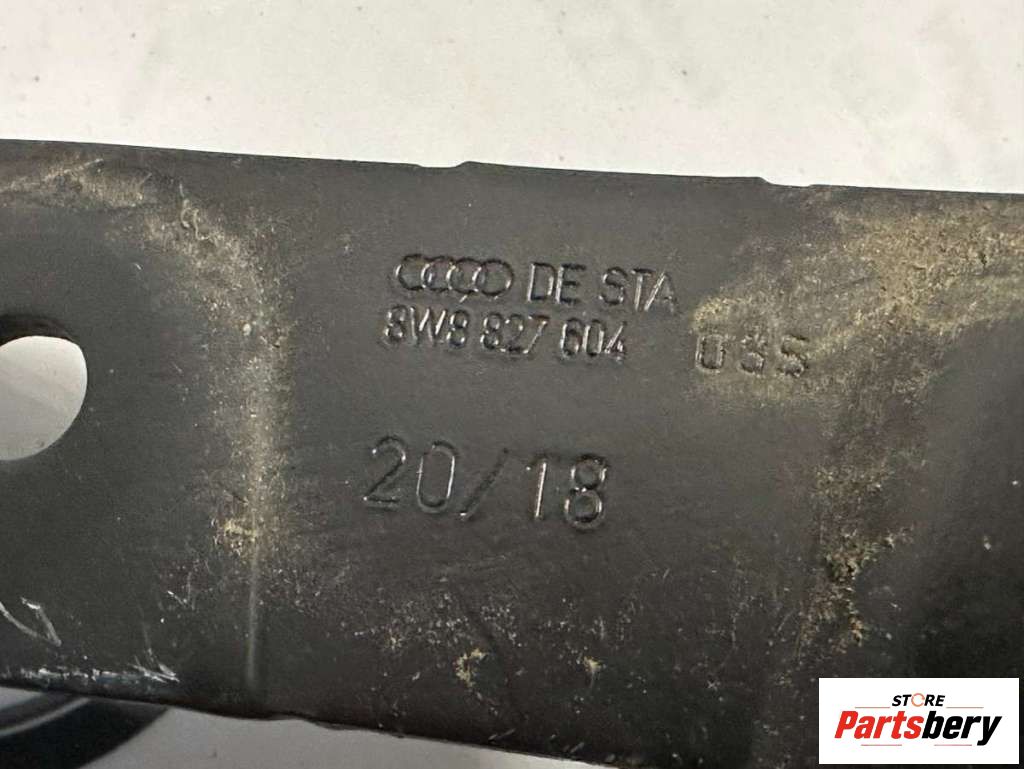 DE STA
8W8 827 604
20/18
STORE
Partsbery